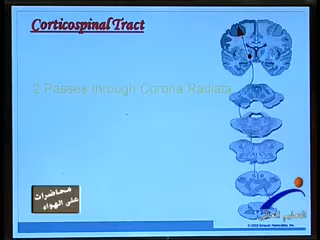 Corticospinal Tract
2 Passes through Corona Radiata
محاضرات
على الهواء